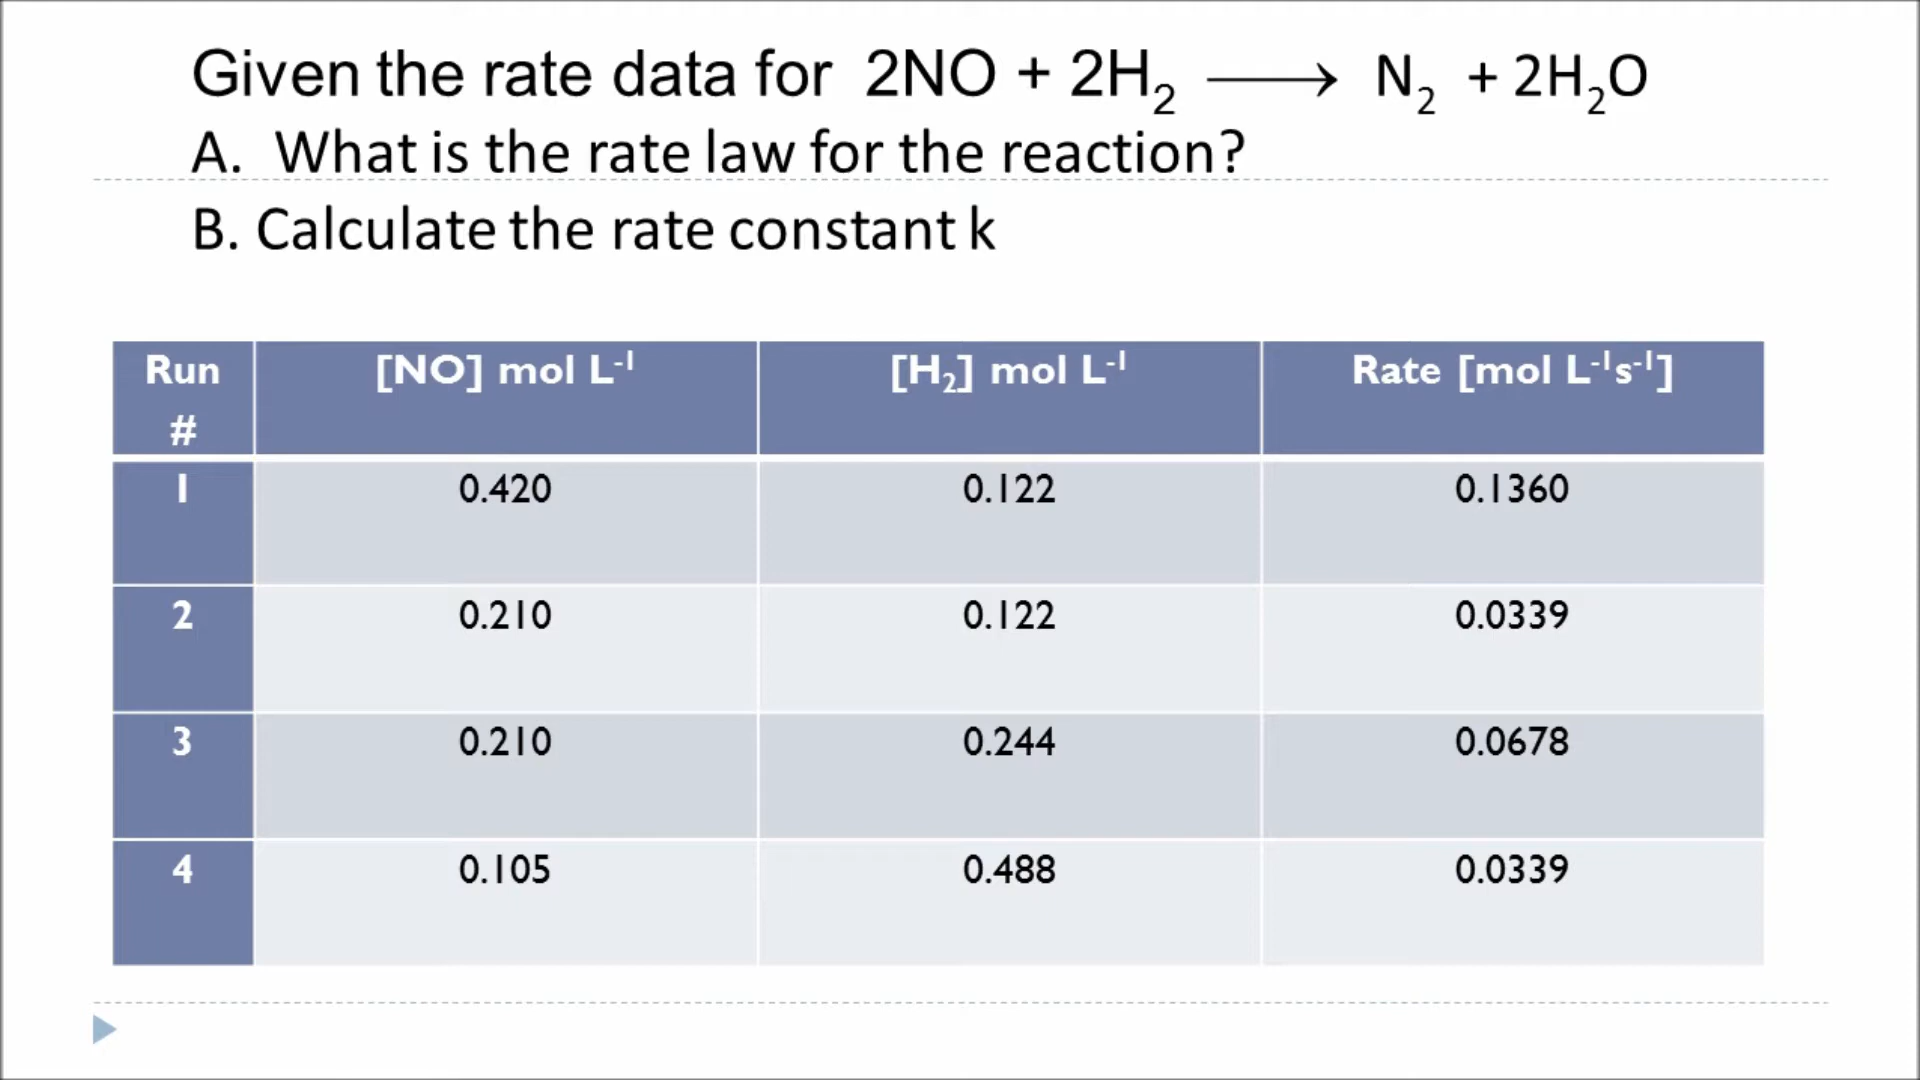 Given the rate data for 2NO + 2H₂ ⟶ N₂ + 2H₂O
A. What is the rate law for the reaction?
B. Calculate the rate constant k
Run # [NO] mol L⁻¹ [H₂] mol L⁻¹ Rate [mol L⁻¹s⁻¹]
1 0.420 0.122 0.1360
2 0.210 0.122 0.0339
3 0.210 0.244 0.0678
4 0.105 0.488 0.0339